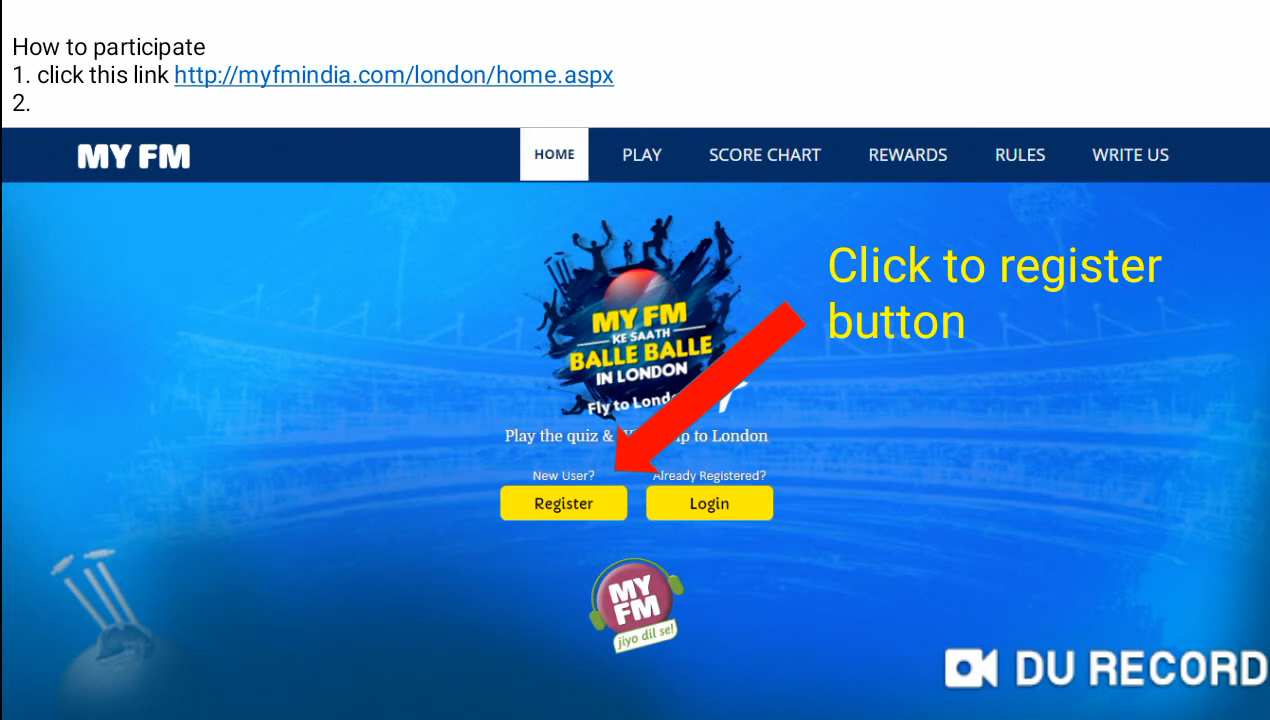 How to participate
1. click this link http://myfmindia.com/london/home.aspx
2.
MY FM
HOME PLAY SCORE CHART REWARDS RULES WRITE US
Click to register
button
MY FM
KE SAATH
BALLE BALLE
IN LONDON
Fly to
Play the quiz & to London
New User? Already Registered?
Register Login
MY
FM
jiyo dil se!
DU RECORD